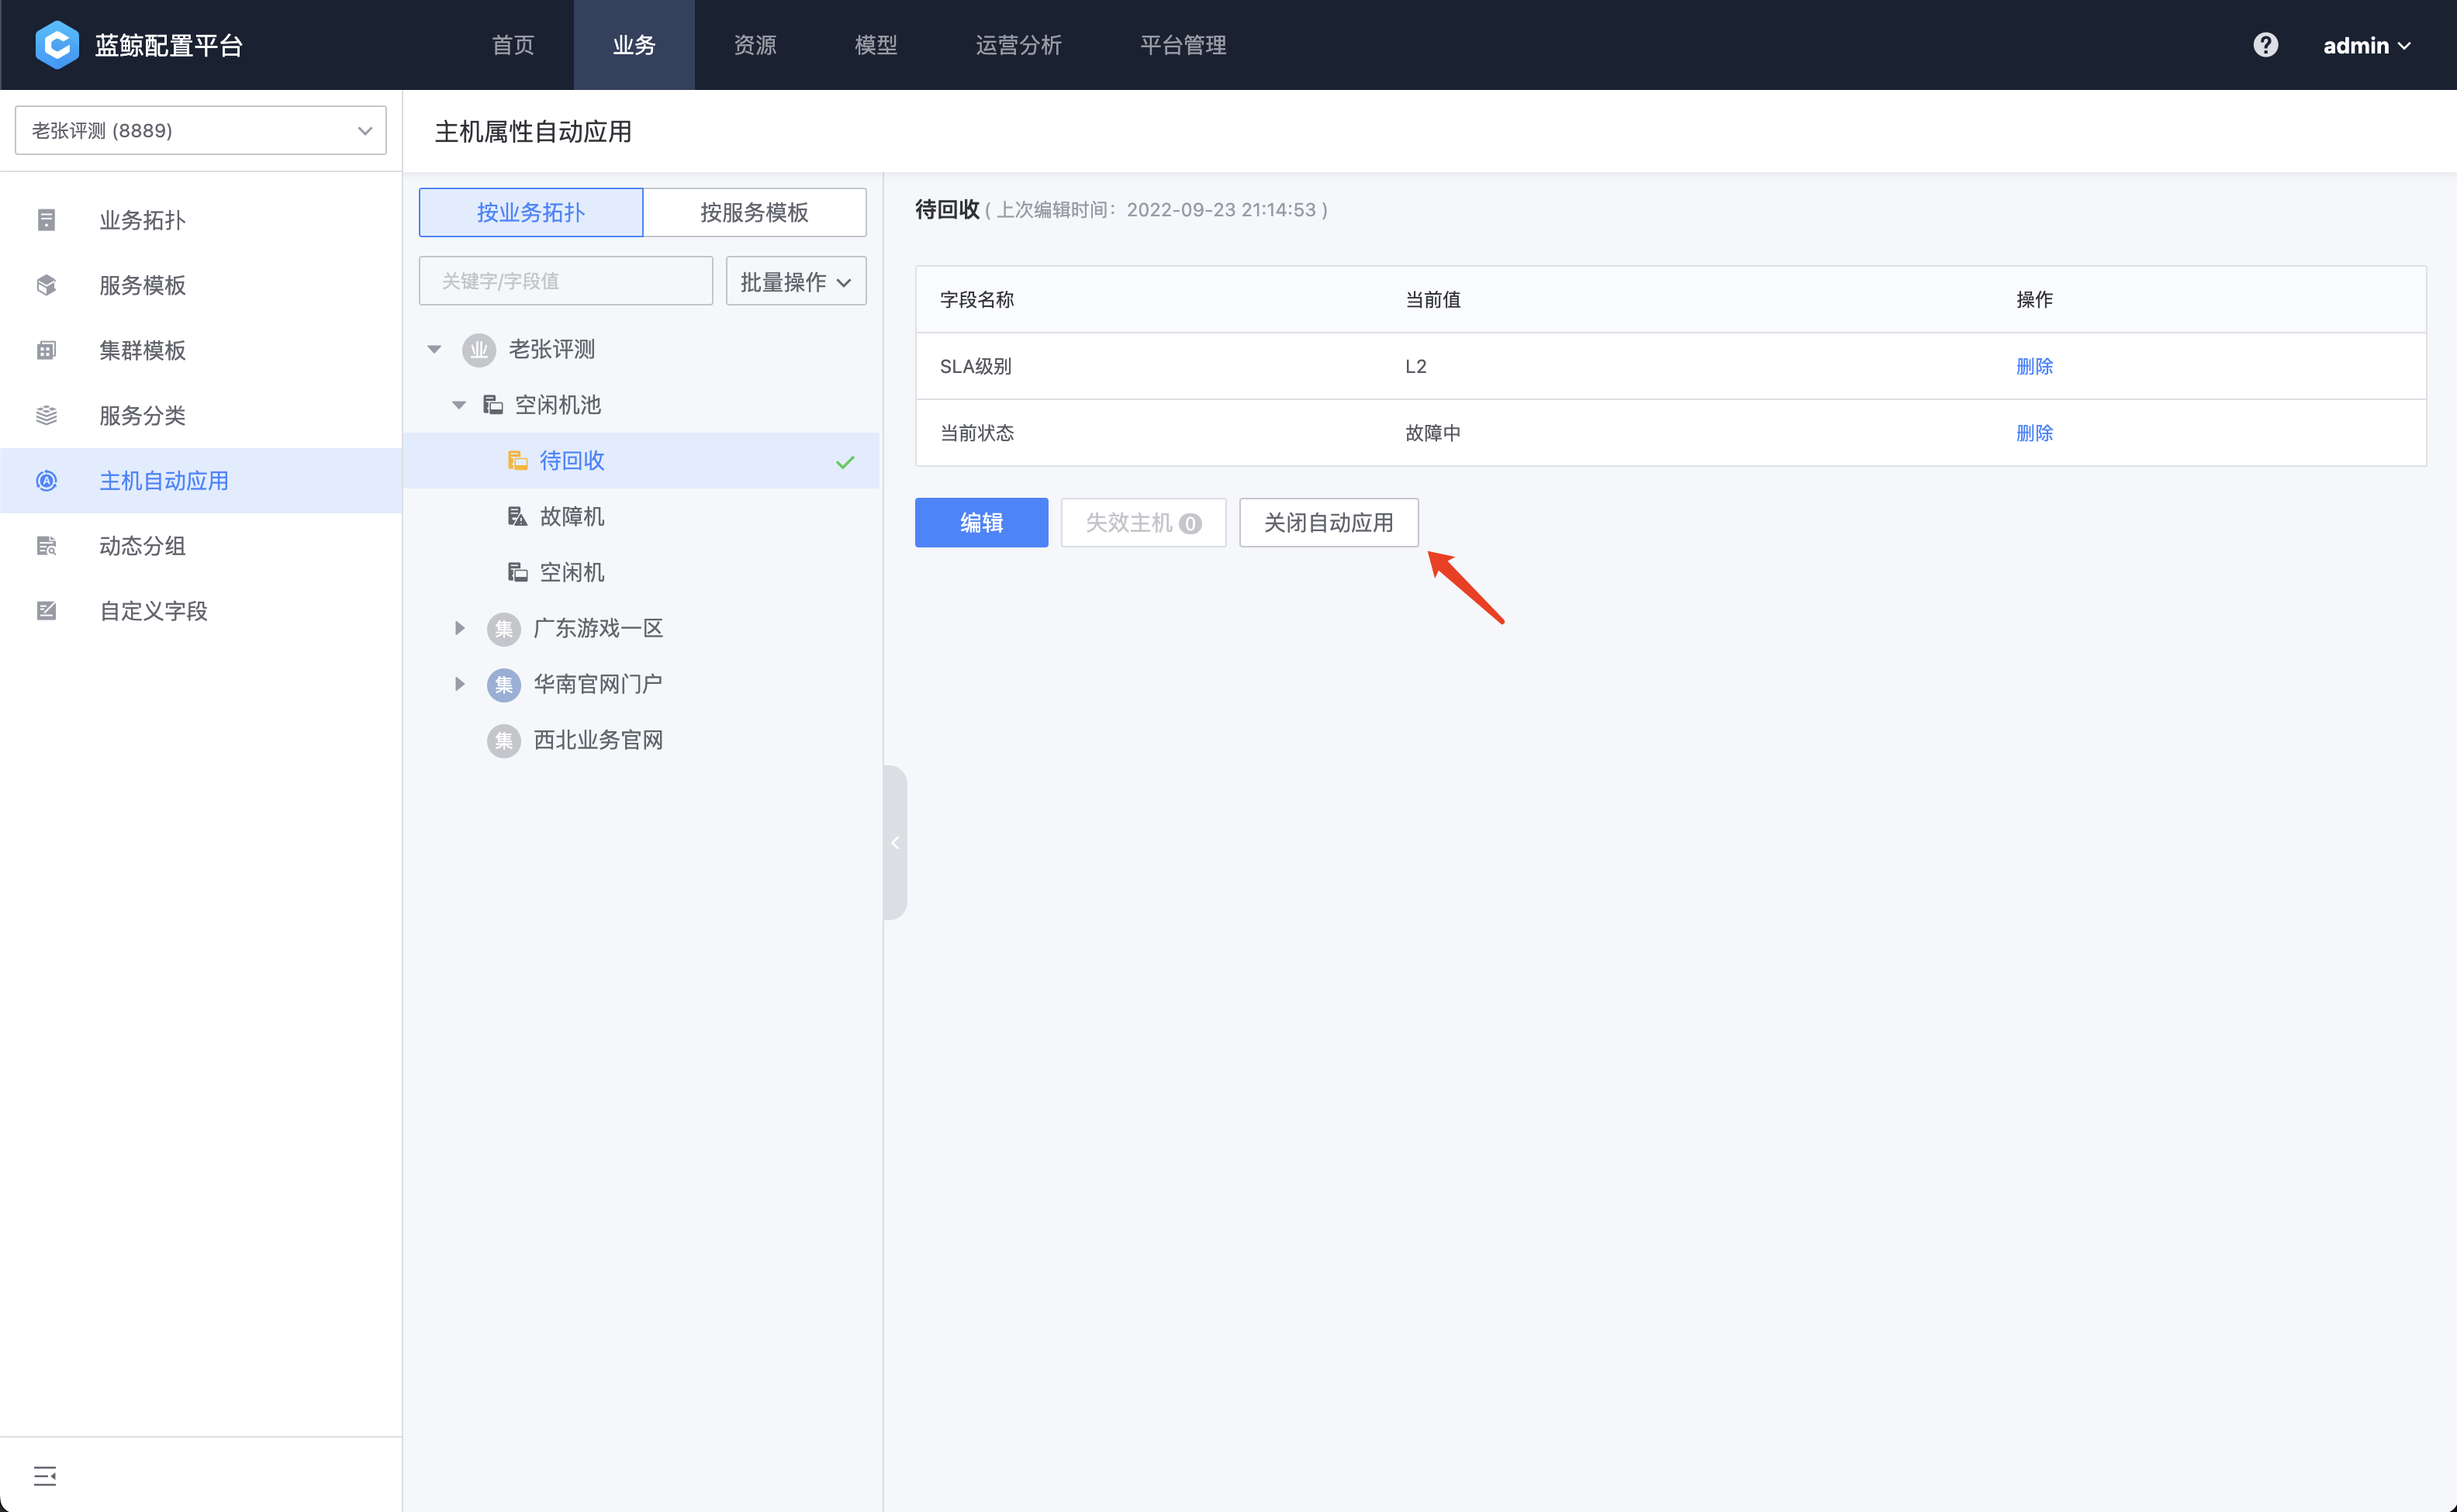 蓝鲸配置平台
首页 业务 资源 模型 运营分析 平台管理
admin
老张评测 (8889)
业务拓扑
服务模板
集群模板
服务分类
主机自动应用
动态分组
自定义字段
主机属性自动应用
按业务拓扑 按服务模板
关键字/字段值 批量操作
业 老张评测
空闲机池
待回收
故障机
空闲机
集 广东游戏一区
集 华南官网门户
集 西北业务官网
待回收 ( 上次编辑时间：2022-09-23 21:14:53 )
字段名称 当前值 操作
SLA级别 L2 删除
当前状态 故障中 删除
编辑 失效主机 0 关闭自动应用